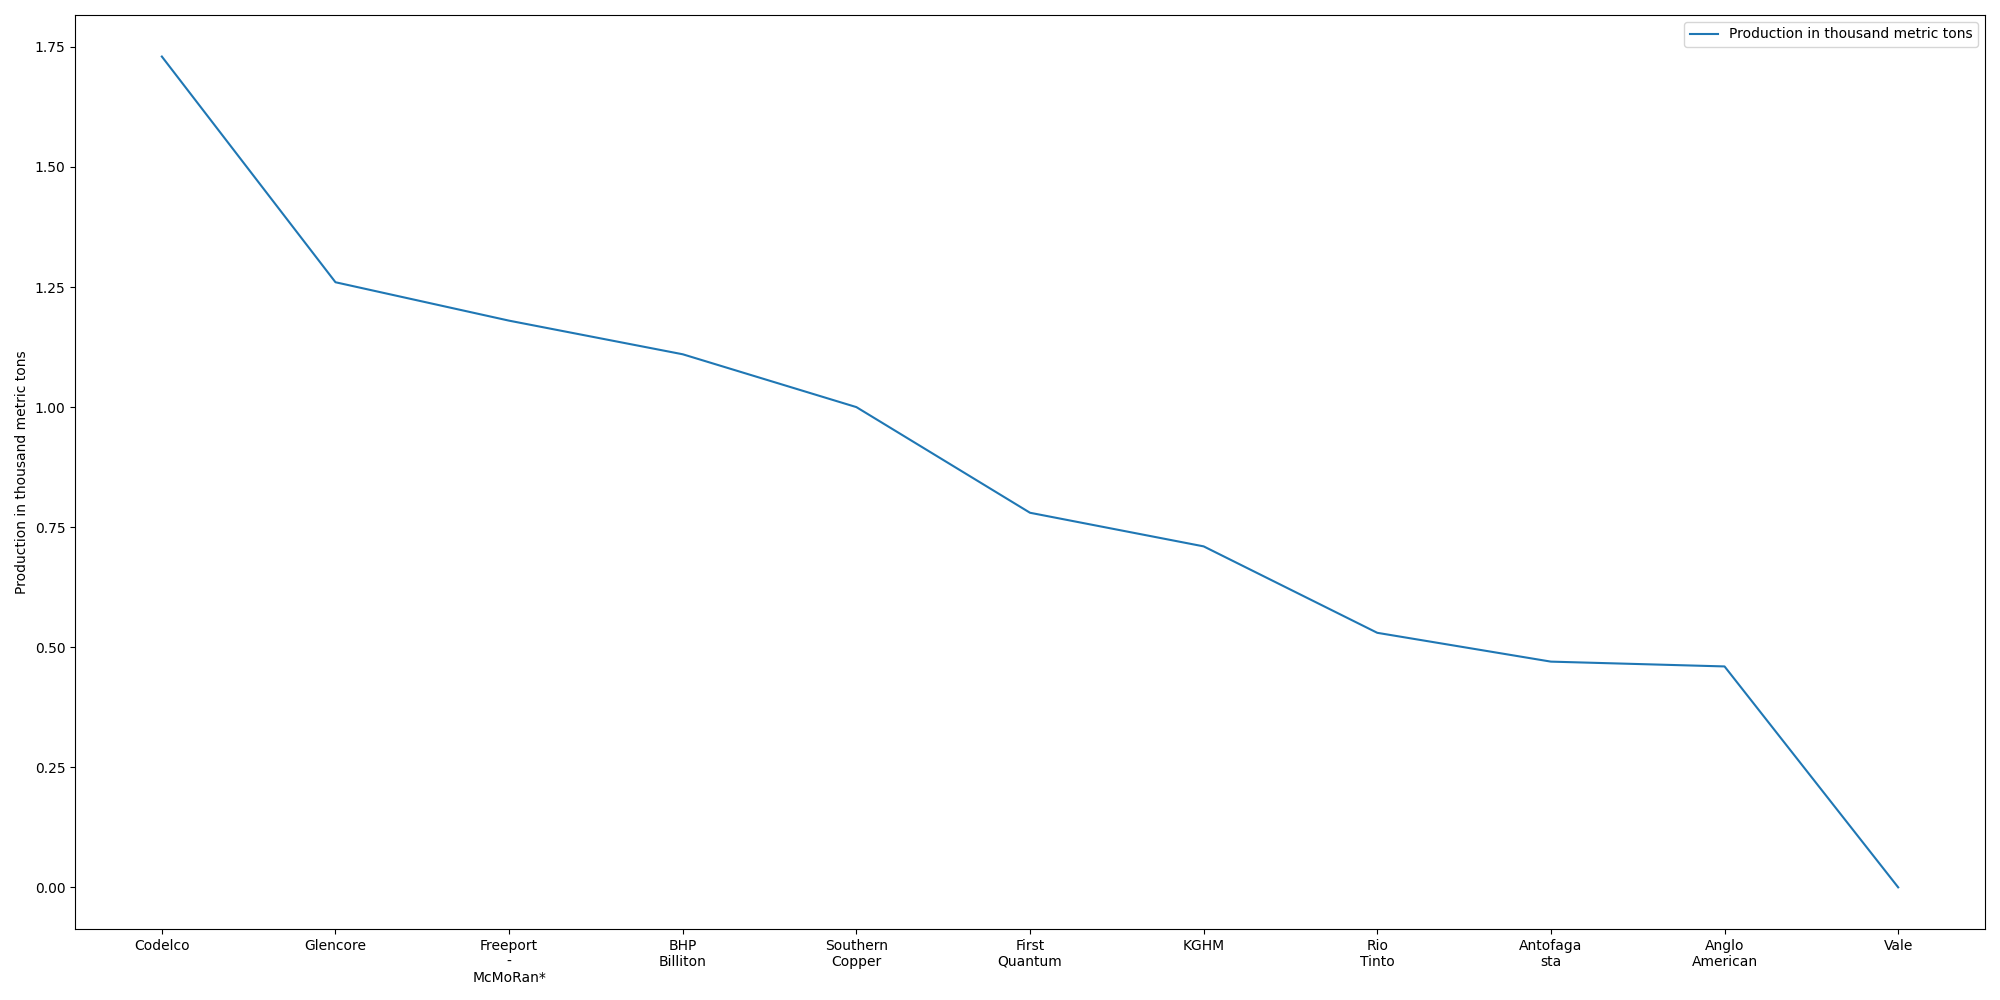 Production in thousand metric tons
1.75
1.50
1.25
1.00
0.75
0.50
0.25
0.00
Production in thousand metric tons
Codelco
Glencore
Freeport
-
McMoRan*
BHP
Billiton
Southern
Copper
First
Quantum
KGHM
Rio
Tinto
Antofaga
sta
Anglo
American
Vale